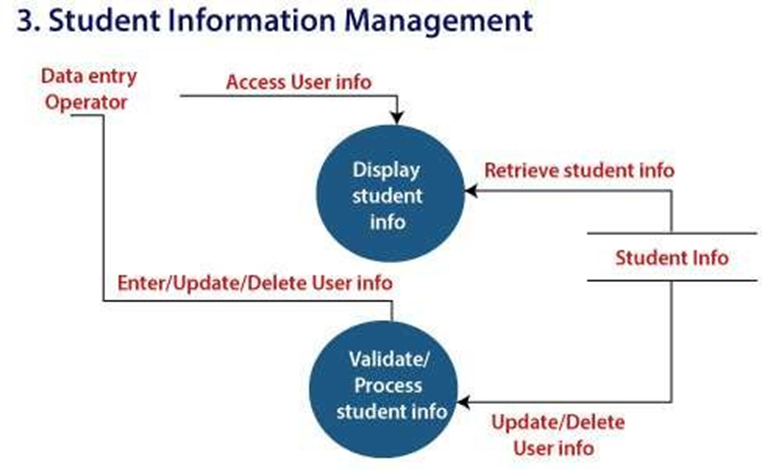 3. Student Information Management
Data entry
Operator
Access User info
Display
student
info
Retrieve student info
Student Info
Enter/Update/Delete User info
Validate/
Process
student info
Update/Delete
User info